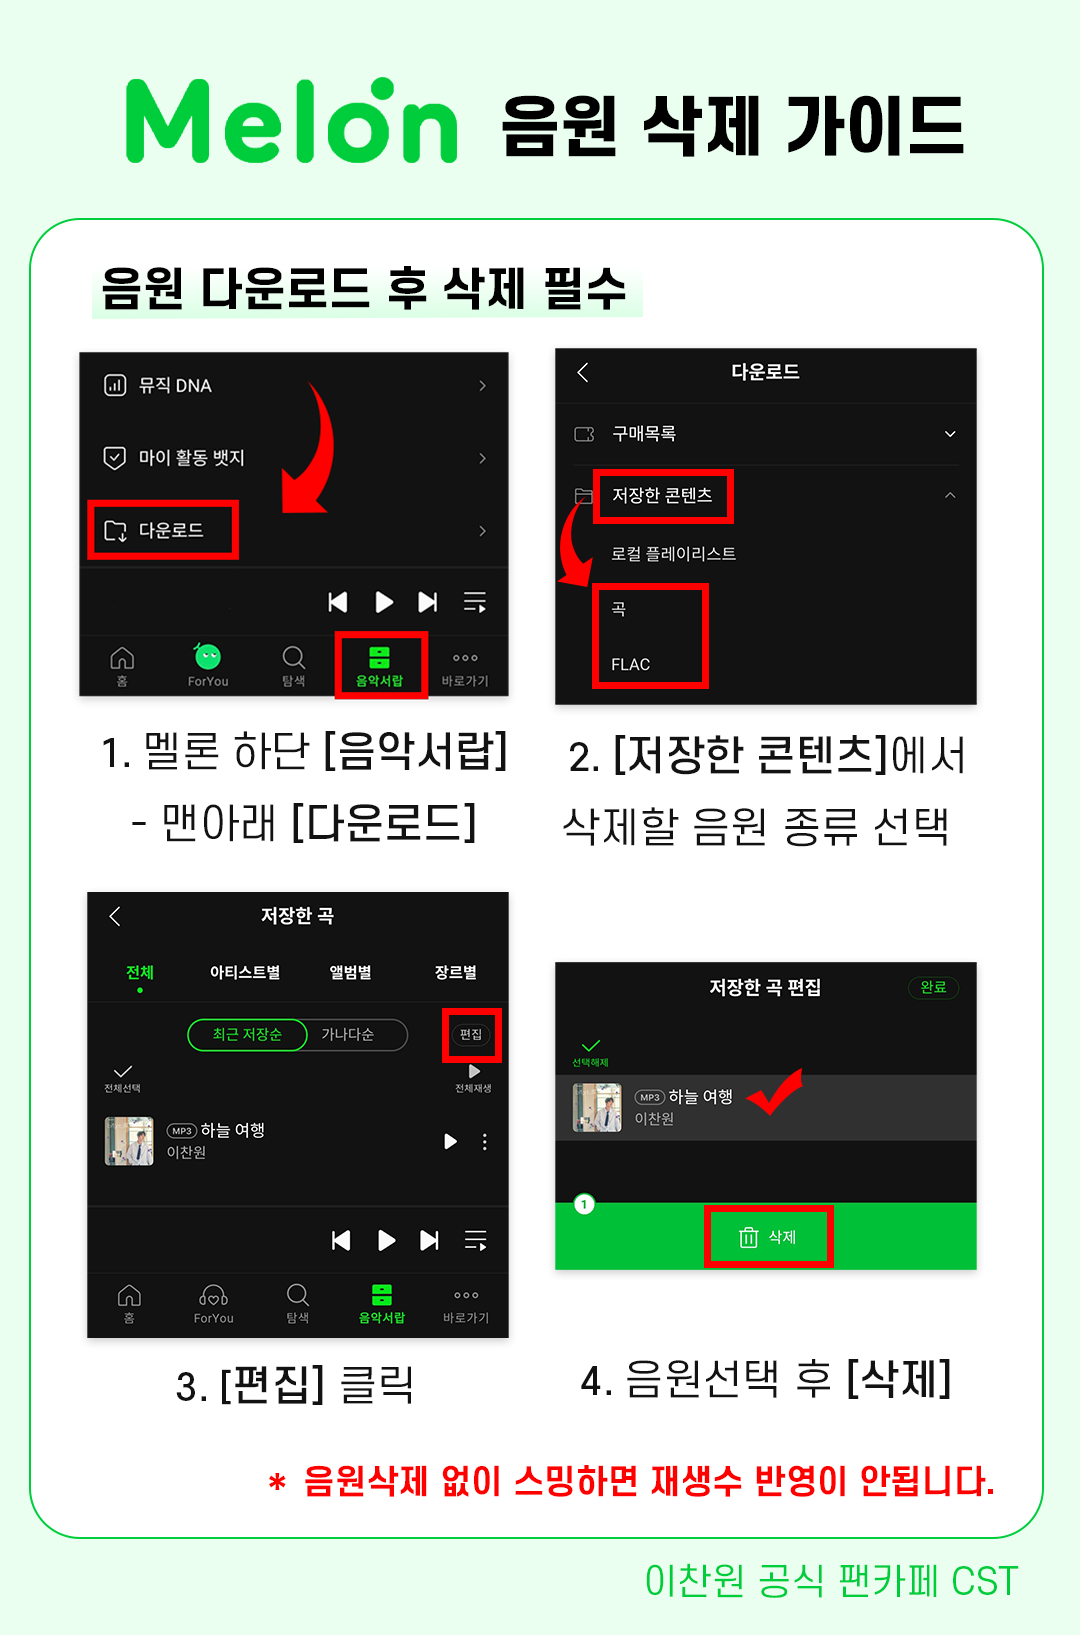 Melon 음원 삭제 가이드
음원 다운로드 후 삭제 필수
뮤직 DNA
마이 활동 뱃지
다운로드
홈
ForYou
탐색
음악서랍
바로가기
1. 멜론 하단 [음악서랍]
- 맨아래 [다운로드]
다운로드
구매목록
저장한 콘텐츠
로컬 플레이리스트
곡
FLAC
2. [저장한 콘텐츠]에서
삭제할 음원 종류 선택
저장한 곡
전체 아티스트별 앨범별 장르별
최근 저장순 가나다순 편집
전체선택 전체재생
MP3 하늘 여행
이찬원
홈
ForYou
탐색
음악서랍
바로가기
3. [편집] 클릭
저장한 곡 편집 완료
선택해제
MP3 하늘 여행
이찬원
1
삭제
4. 음원선택 후 [삭제]
* 음원삭제 없이 스밍하면 재생수 반영이 안됩니다.
이찬원 공식 팬카페 CST